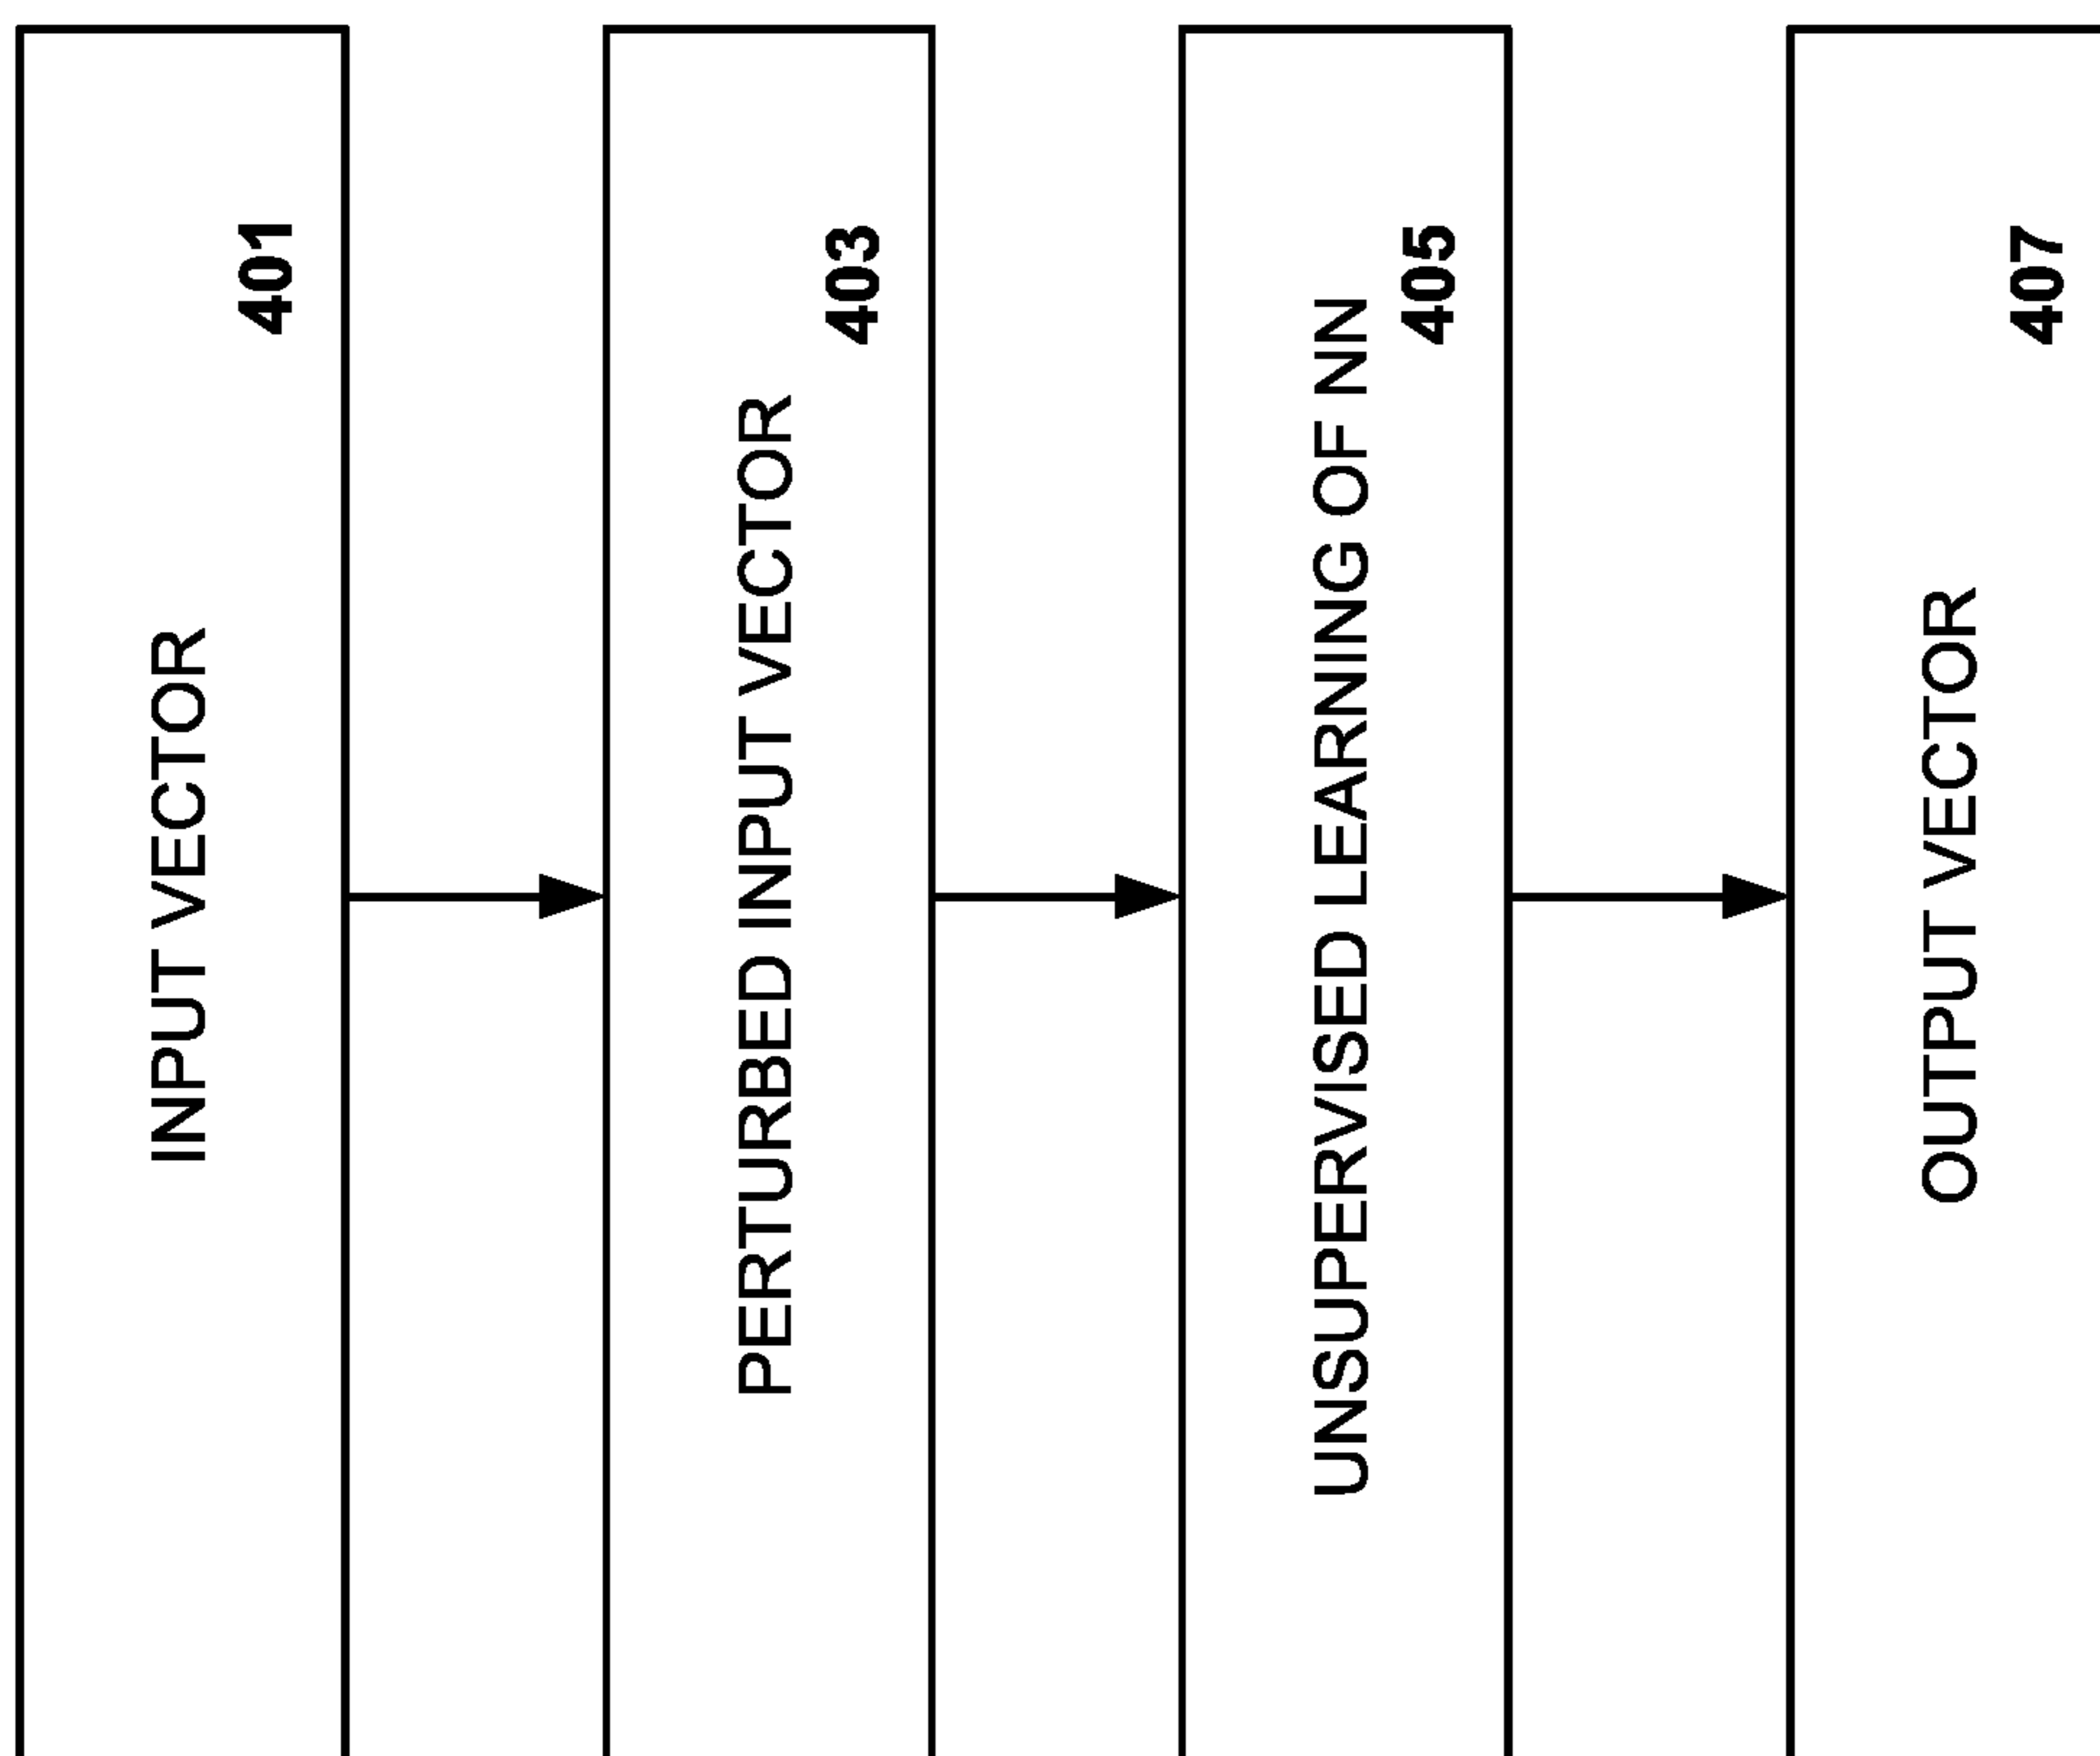 INPUT VECTOR
401
PERTURBED INPUT VECTOR
403
UNSUPERVISED LEARNING OF NN
405
OUTPUT VECTOR
407